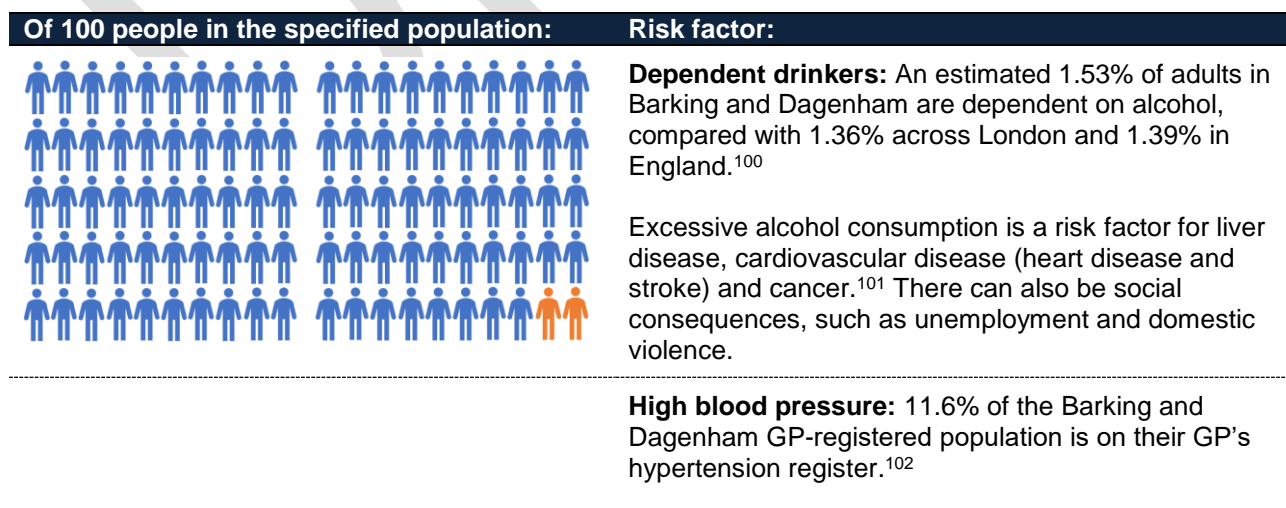 Of 100 people in the specified population: Risk factor:
Dependent drinkers: An estimated 1.53% of adults in
Barking and Dagenham are dependent on alcohol,
compared with 1.36% across London and 1.39% in
England.100
Excessive alcohol consumption is a risk factor for liver
disease, cardiovascular disease (heart disease and
stroke) and cancer.101 There can also be social
consequences, such as unemployment and domestic
violence.
High blood pressure: 11.6% of the Barking and
Dagenham GP-registered population is on their GP’s
hypertension register.102